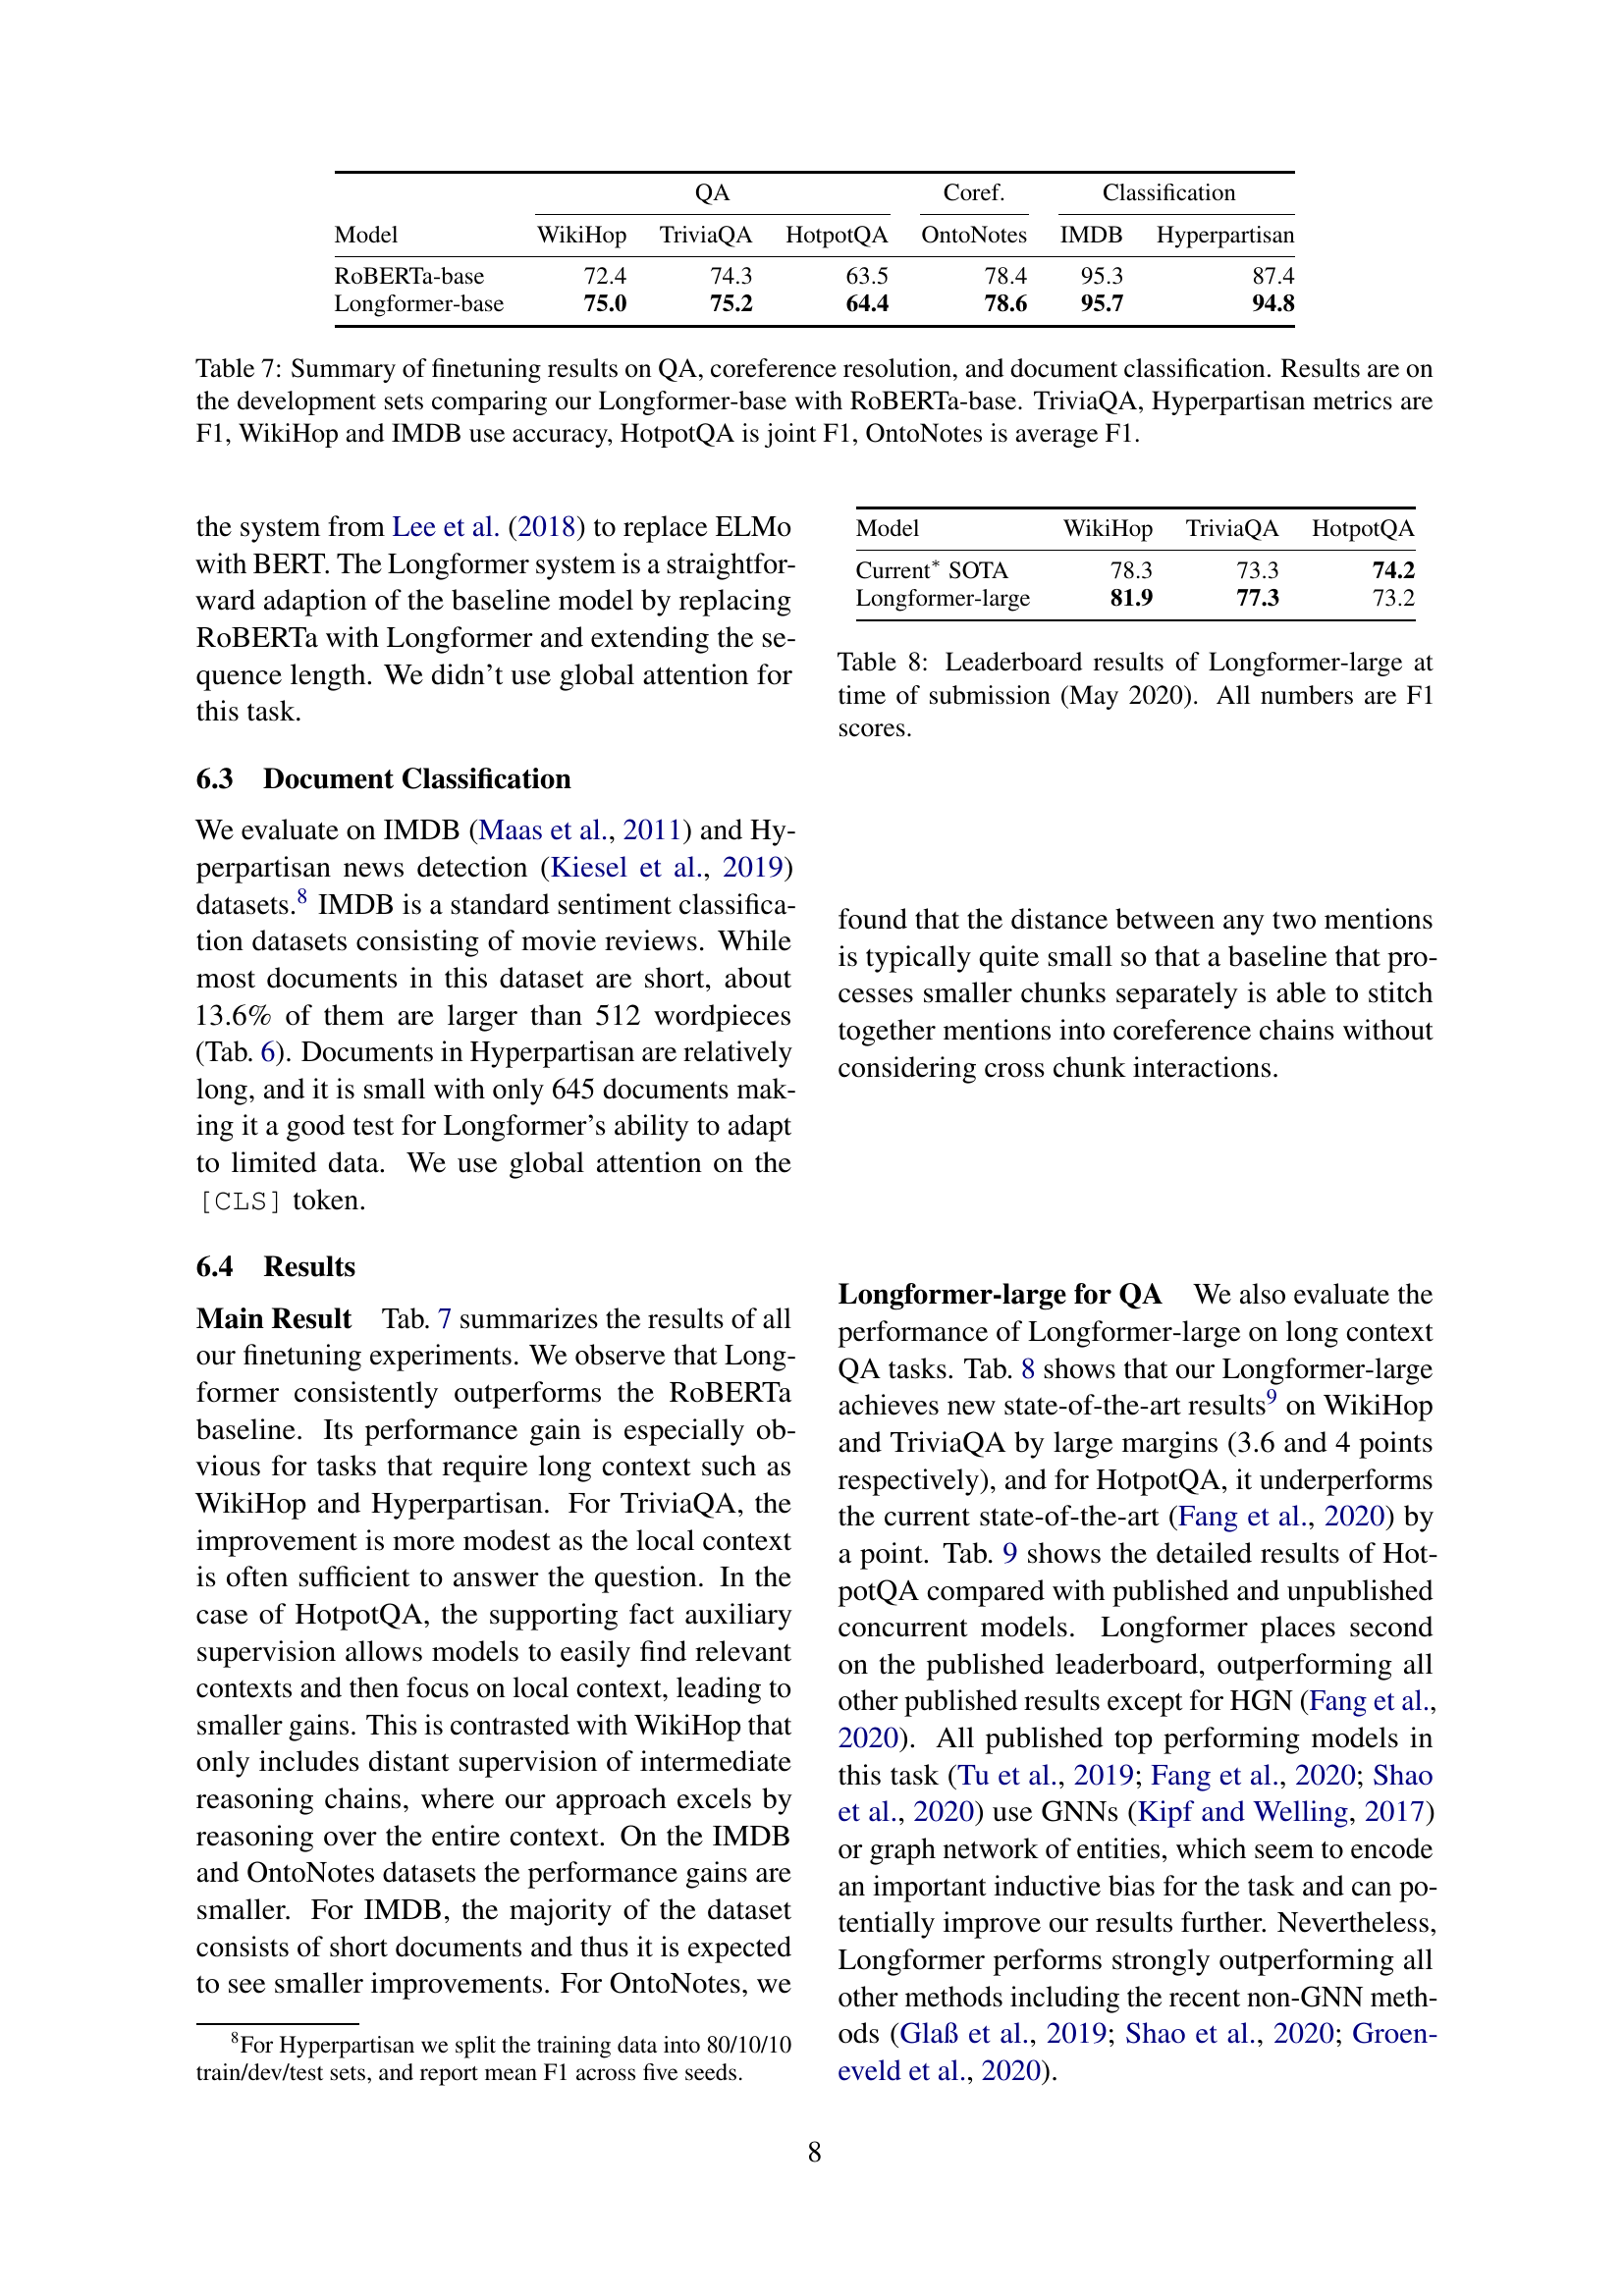 QA Coref. Classification
Model WikiHop TriviaQA HotpotQA OntoNotes IMDB Hyperpartisan
RoBERTa-base 72.4 74.3 63.5 78.4 95.3 87.4
Longformer-base 75.0 75.2 64.4 78.6 95.7 94.8
Table 7: Summary of finetuning results on QA, coreference resolution, and document classification. Results are on
the development sets comparing our Longformer-base with RoBERTa-base. TriviaQA, Hyperpartisan metrics are
F1, WikiHop and IMDB use accuracy, HotpotQA is joint F1, OntoNotes is average F1.
the system from Lee et al. (2018) to replace ELMo
with BERT. The Longformer system is a straightfor-
ward adaption of the baseline model by replacing
RoBERTa with Longformer and extending the se-
quence length. We didn't use global attention for
this task.
6.3 Document Classification
We evaluate on IMDB (Maas et al., 2011) and Hy-
perpartisan news detection (Kiesel et al., 2019)
datasets.8 IMDB is a standard sentiment classifica-
tion datasets consisting of movie reviews. While
most documents in this dataset are short, about
13.6% of them are larger than 512 wordpieces
(Tab. 6). Documents in Hyperpartisan are relatively
long, and it is small with only 645 documents mak-
ing it a good test for Longformer's ability to adapt
to limited data. We use global attention on the
[CLS] token.
6.4 Results
Main Result Tab. 7 summarizes the results of all
our finetuning experiments. We observe that Long-
former consistently outperforms the RoBERTa
baseline. Its performance gain is especially ob-
vious for tasks that require long context such as
WikiHop and Hyperpartisan. For TriviaQA, the
improvement is more modest as the local context
is often sufficient to answer the question. In the
case of HotpotQA, the supporting fact auxiliary
supervision allows models to easily find relevant
contexts and then focus on local context, leading to
smaller gains. This is contrasted with WikiHop that
only includes distant supervision of intermediate
reasoning chains, where our approach excels by
reasoning over the entire context. On the IMDB
and OntoNotes datasets the performance gains are
smaller. For IMDB, the majority of the dataset
consists of short documents and thus it is expected
to see smaller improvements. For OntoNotes, we
8For Hyperpartisan we split the training data into 80/10/10
train/dev/test sets, and report mean F1 across five seeds.
Model WikiHop TriviaQA HotpotQA
Current* SOTA 78.3 73.3 74.2
Longformer-large 81.9 77.3 73.2
Table 8: Leaderboard results of Longformer-large at
time of submission (May 2020). All numbers are F1
scores.
found that the distance between any two mentions
is typically quite small so that a baseline that pro-
cesses smaller chunks separately is able to stitch
together mentions into coreference chains without
considering cross chunk interactions.
Longformer-large for QA We also evaluate the
performance of Longformer-large on long context
QA tasks. Tab. 8 shows that our Longformer-large
achieves new state-of-the-art results9 on WikiHop
and TriviaQA by large margins (3.6 and 4 points
respectively), and for HotpotQA, it underperforms
the current state-of-the-art (Fang et al., 2020) by
a point. Tab. 9 shows the detailed results of Hot-
potQA compared with published and unpublished
concurrent models. Longformer places second
on the published leaderboard, outperforming all
other published results except for HGN (Fang et al.,
2020). All published top performing models in
this task (Tu et al., 2019; Fang et al., 2020; Shao
et al., 2020) use GNNs (Kipf and Welling, 2017)
or graph network of entities, which seem to encode
an important inductive bias for the task and can po-
tentially improve our results further. Nevertheless,
Longformer performs strongly outperforming all
other methods including the recent non-GNN meth-
ods (Glaß et al., 2019; Shao et al., 2020; Groen-
eveld et al., 2020).
8